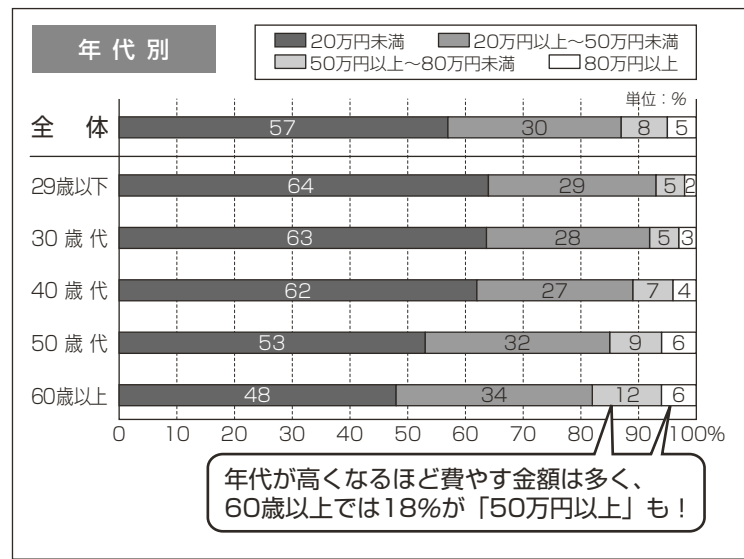 年代別
20万円未満 20万円以上～50万円未満
50万円以上～80万円未満 80万円以上
単位：%
全体 57 30 8 5
29歳以下 64 29 5 2
30歳代 63 28 5 3
40歳代 62 27 7 4
50歳代 53 32 9 6
60歳以上 48 34 12 6
0 10 20 30 40 50 60 70 80 90 100%
年代が高くなるほど費やす金額は多く、
60歳以上では18%が「50万円以上」も！